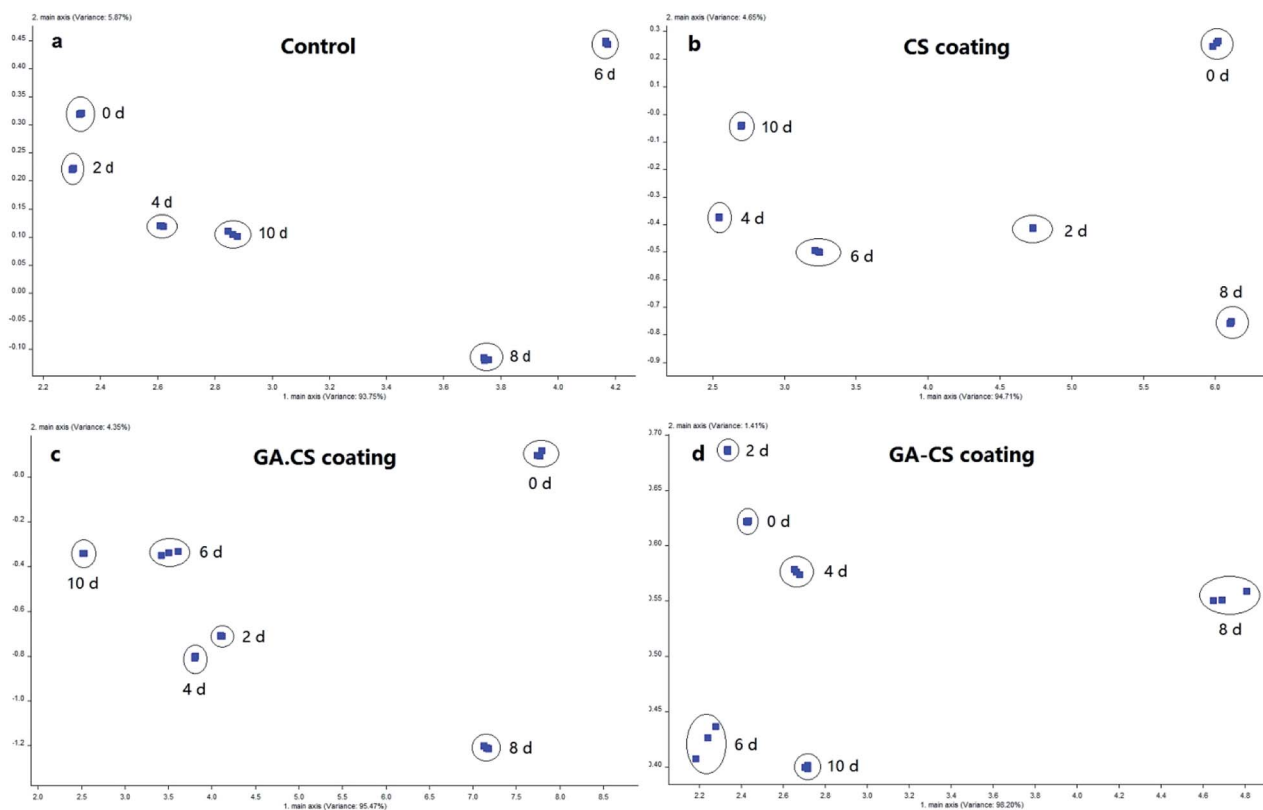 2. main axis (Variance: 5.87%)
a
Control
0.45
0.40
0.35
0.30
0.25
0.20
0.15
0.10
0.05
0.00
-0.05
-0.10
6 d
0 d
2 d
4 d
10 d
8 d
2.2 2.4 2.6 2.8 3.0 3.2 3.4 3.6 3.8 4.0 4.2
1. main axis (Variance: 93.75%)
2. main axis (Variance: 4.65%)
b
CS coating
0.3
0.2
0.1
-0.0
-0.1
-0.2
-0.3
-0.4
-0.5
-0.6
-0.7
-0.8
-0.9
0 d
10 d
4 d
2 d
6 d
8 d
2.5 3.0 3.5 4.0 4.5 5.0 5.5 6.0
1. main axis (Variance: 94.71%)
2. main axis (Variance: 4.35%)
c
GA.CS coating
-0.0
-0.2
-0.4
-0.6
-0.8
-1.0
-1.2
0 d
6 d
10 d
2 d
4 d
8 d
2.0 2.5 3.0 3.5 4.0 4.5 5.0 5.5 6.0 6.5 7.0 7.5 8.0 8.5
1. main axis (Variance: 95.47%)
2. main axis (Variance: 1.41%)
d
GA-CS coating
0.70
0.65
0.60
0.55
0.50
0.45
0.40
2 d
0 d
4 d
8 d
6 d
10 d
2.2 2.4 2.6 2.8 3.0 3.2 3.4 3.6 3.8 4.0 4.2 4.4 4.6 4.8
1. main axis (Variance: 98.20%)